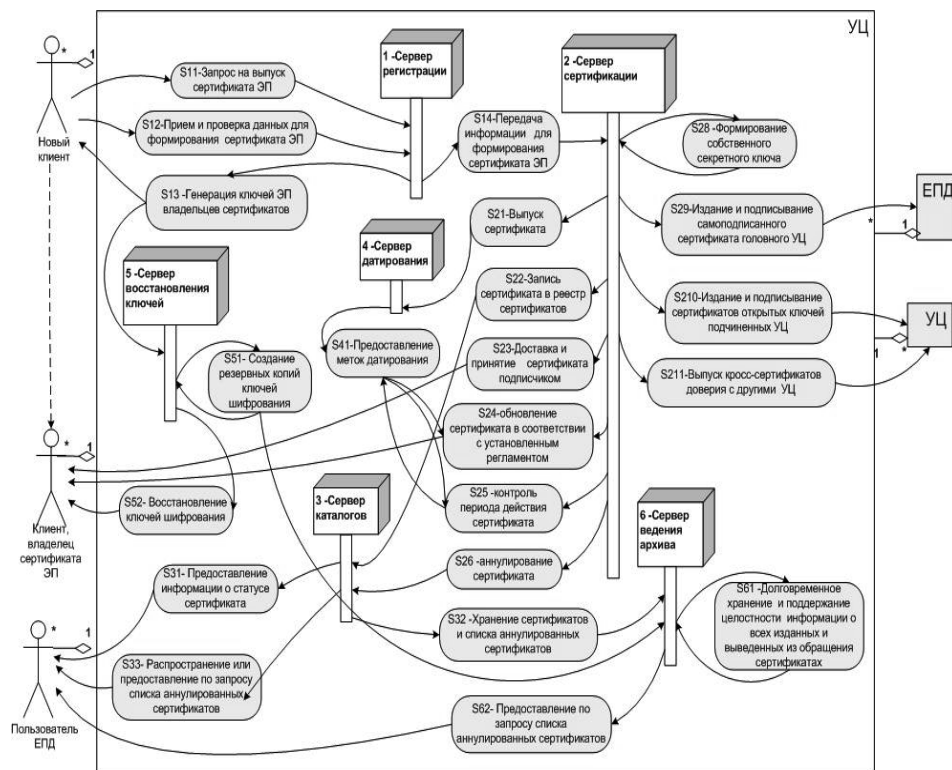 УЦ
*
1
Новый
клиент
1 -Сервер
регистрации
2 -Сервер
сертификации
S11-Запрос на выпуск
сертификата ЭП
S12-Прием и проверка данных для
формирования сертификата ЭП
S13 -Генерация ключей ЭП
владельцев сертификатов
S14-Передача
информации для
формирования
сертификата ЭП
S28 -Формирование
собственного
секретного ключа
ЕПД
S29-Издание и подписывание
самоподписанного
сертификата головного УЦ
*
1
S21-Выпуск
сертификата
4 -Сервер
датирования
5 -Сервер
восстановления
ключей
S22-Запись
сертификата в реестр
сертификатов
S210-Издание и подписывание
сертификатов открытых ключей
подчиненных УЦ
УЦ
1
*
S41-Предоставление
меток датирования
S23-Доставка и
принятие сертификата
подписчиком
S51- Создание
резервных копий
ключей
шифрования
S211-Выпуск кросс-сертификатов
доверия с другими УЦ
S24-обновление
сертификата в соответствии
с установленным
регламентом
*
1
Клиент,
владелец
сертификата
ЭП
S52- Восстановление
ключей шифрования
3 -Сервер
каталогов
S25 -контроль
периода действия
сертификата
6 -Сервер
ведения
архива
S26 -аннулирование
сертификата
S31- Предоставление
информации о статусе
сертификата
S61 -Долговременное
хранение и поддержание
целостности информации о
всех изданных и
выведенных из обращения
сертификатах
S32 -Хранение сертификатов
и списка аннулированных
сертификатов
*
1
Пользователь
ЕПД
S33- Распространение или
предоставление по запросу
списка аннулированных
сертификатов
S62- Предоставление по
запросу списка
аннулированных сертификатов